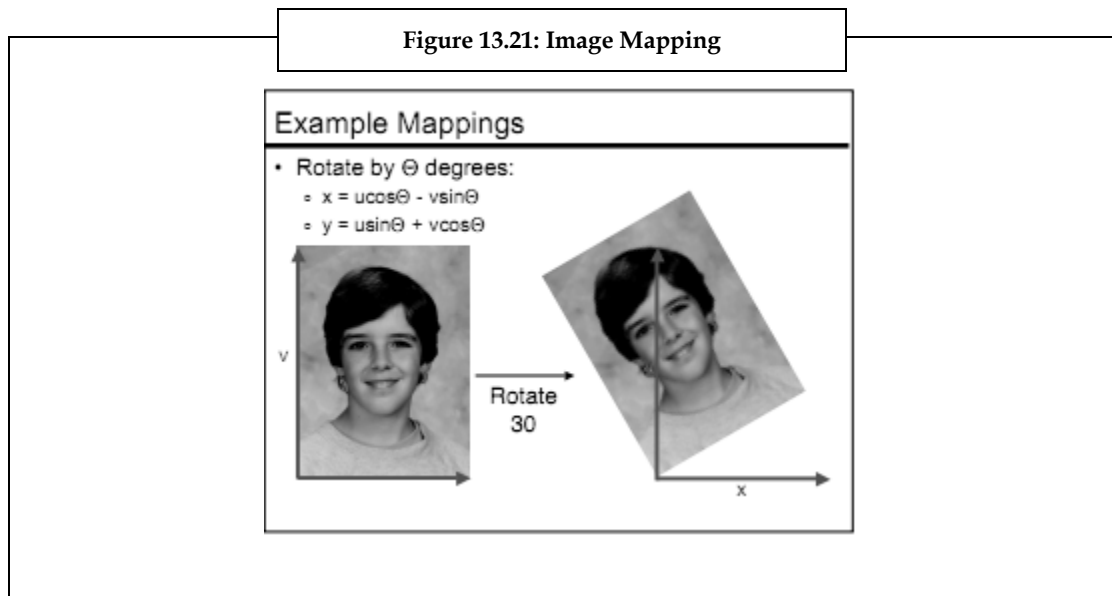 Figure 13.21: Image Mapping
Example Mappings
• Rotate by Θ degrees:
∘ x = ucosΘ - vsinΘ
∘ y = usinΘ + vcosΘ
v
Rotate
30
x